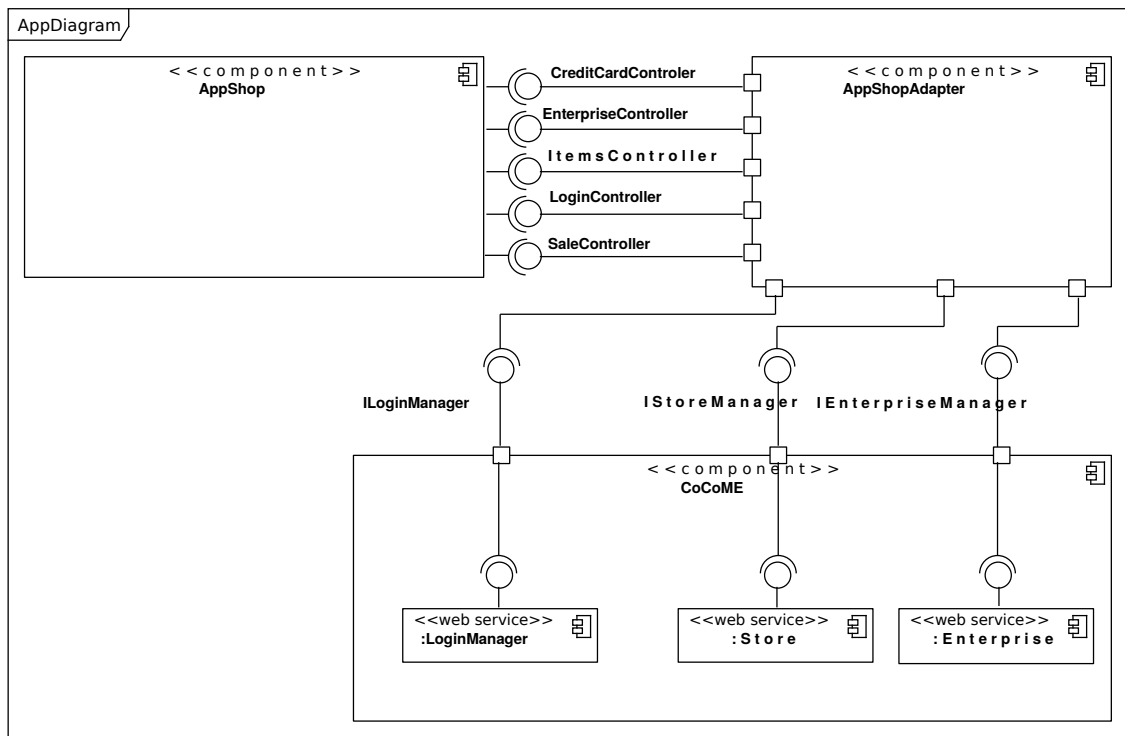 AppDiagram
<<component>>
AppShop
CreditCardControler
EnterpriseController
ItemsController
LoginController
SaleController
<<component>>
AppShopAdapter
ILoginManager
IStoreManager
IEnterpriseManager
<<component>>
CoCoME
<<web service>>
:LoginManager
<<web service>>
:Store
<<web service>>
:Enterprise